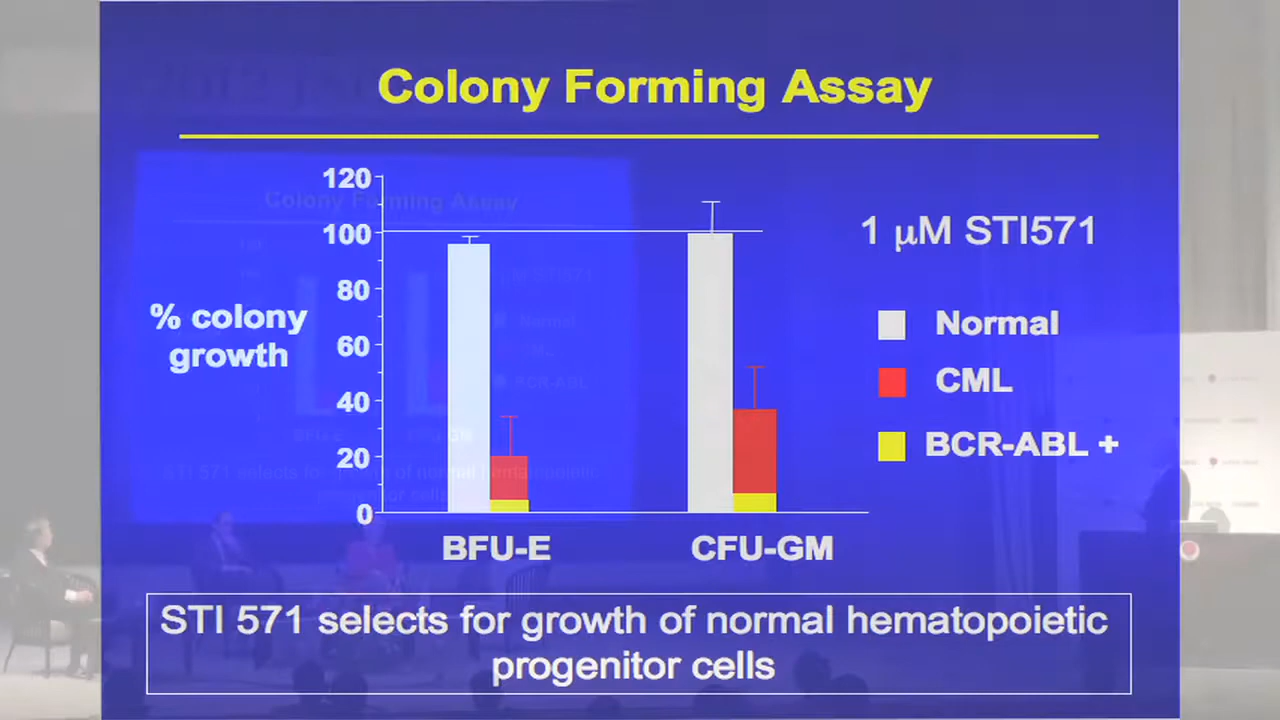 Colony Forming Assay
120
100
80
60
40
20
0
% colony
growth
BFU-E
CFU-GM
1 µM STI571
Normal
CML
BCR-ABL +
STI 571 selects for growth of normal hematopoietic
progenitor cells